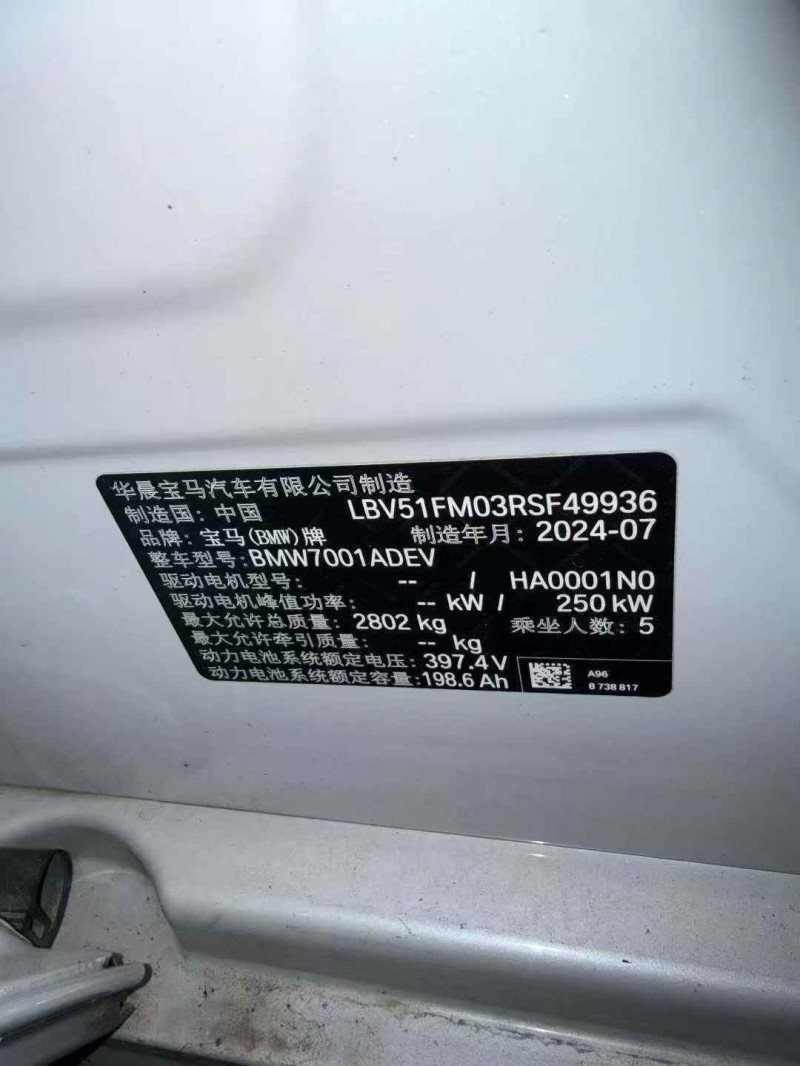 华晨宝马汽车有限公司制造
制造国: 中国 LBV51FM03RSF49936
品牌: 宝马(BMW)牌 制造年月: 2024-07
整车型号: BMW7001ADEV
驱动电机型号: -- / HA0001N0
驱动电机峰值功率: -- kW / 250 kW
最大允许总质量: 2802 kg 乘坐人数: 5
最大允许牵引质量: -- kg
动力电池系统额定电压: 397.4 V
动力电池系统额定容量: 198.6 Ah
A96
8 738 817